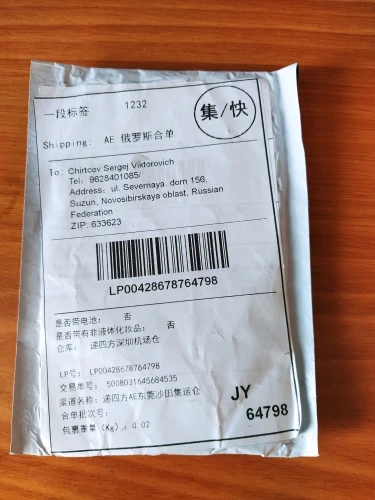 一段标签 1232
集/快
Shipping: AE 俄罗斯合单
To: Chirtcov Sergej Viktorovich
Tel: 9628401085/
Address: ul. Severnaya dom 156,
Suzun, Novosibirskaya oblast, Russian
Federation
ZIP: 633623
LP00428678764798
是否带电池: 否
是否带有非液体化妆品: 否
仓库: 递四方深圳机场仓
LP号: LP00428678764798
交易单号: 5008031645684535
渠道名称: 递四方AE东莞沙田集运仓
合单批次号:
包裹重量(Kg): 0.02
JY
64798